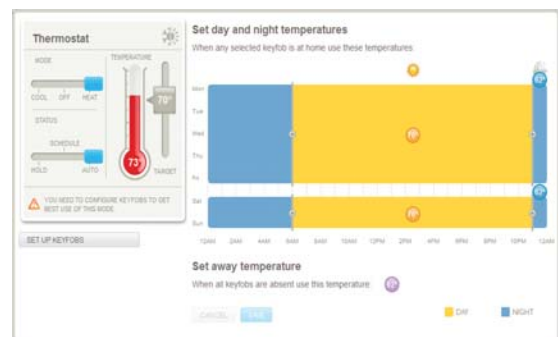 Thermostat
MODE
COOL OFF HEAT
STATUS
SCHEDULE
HOLD AUTO
TEMPERATURE
70°
73°
TARGET
YOU NEED TO CONFIGURE KEYFOBS TO GET
BEST USE OF THIS MODE.
SET UP KEYFOBS
Set day and night temperatures
When any selected keyfob is at home use these temperatures
Mon
Tue
Wed
Thu
Fri
Sat
Sun
12AM 2AM 4AM 6AM 8AM 10AM 12PM 2PM 4PM 6PM 8PM 10PM 12AM
Set away temperature
When all keyfobs are absent use this temperature
CANCEL SAVE
DAY NIGHT